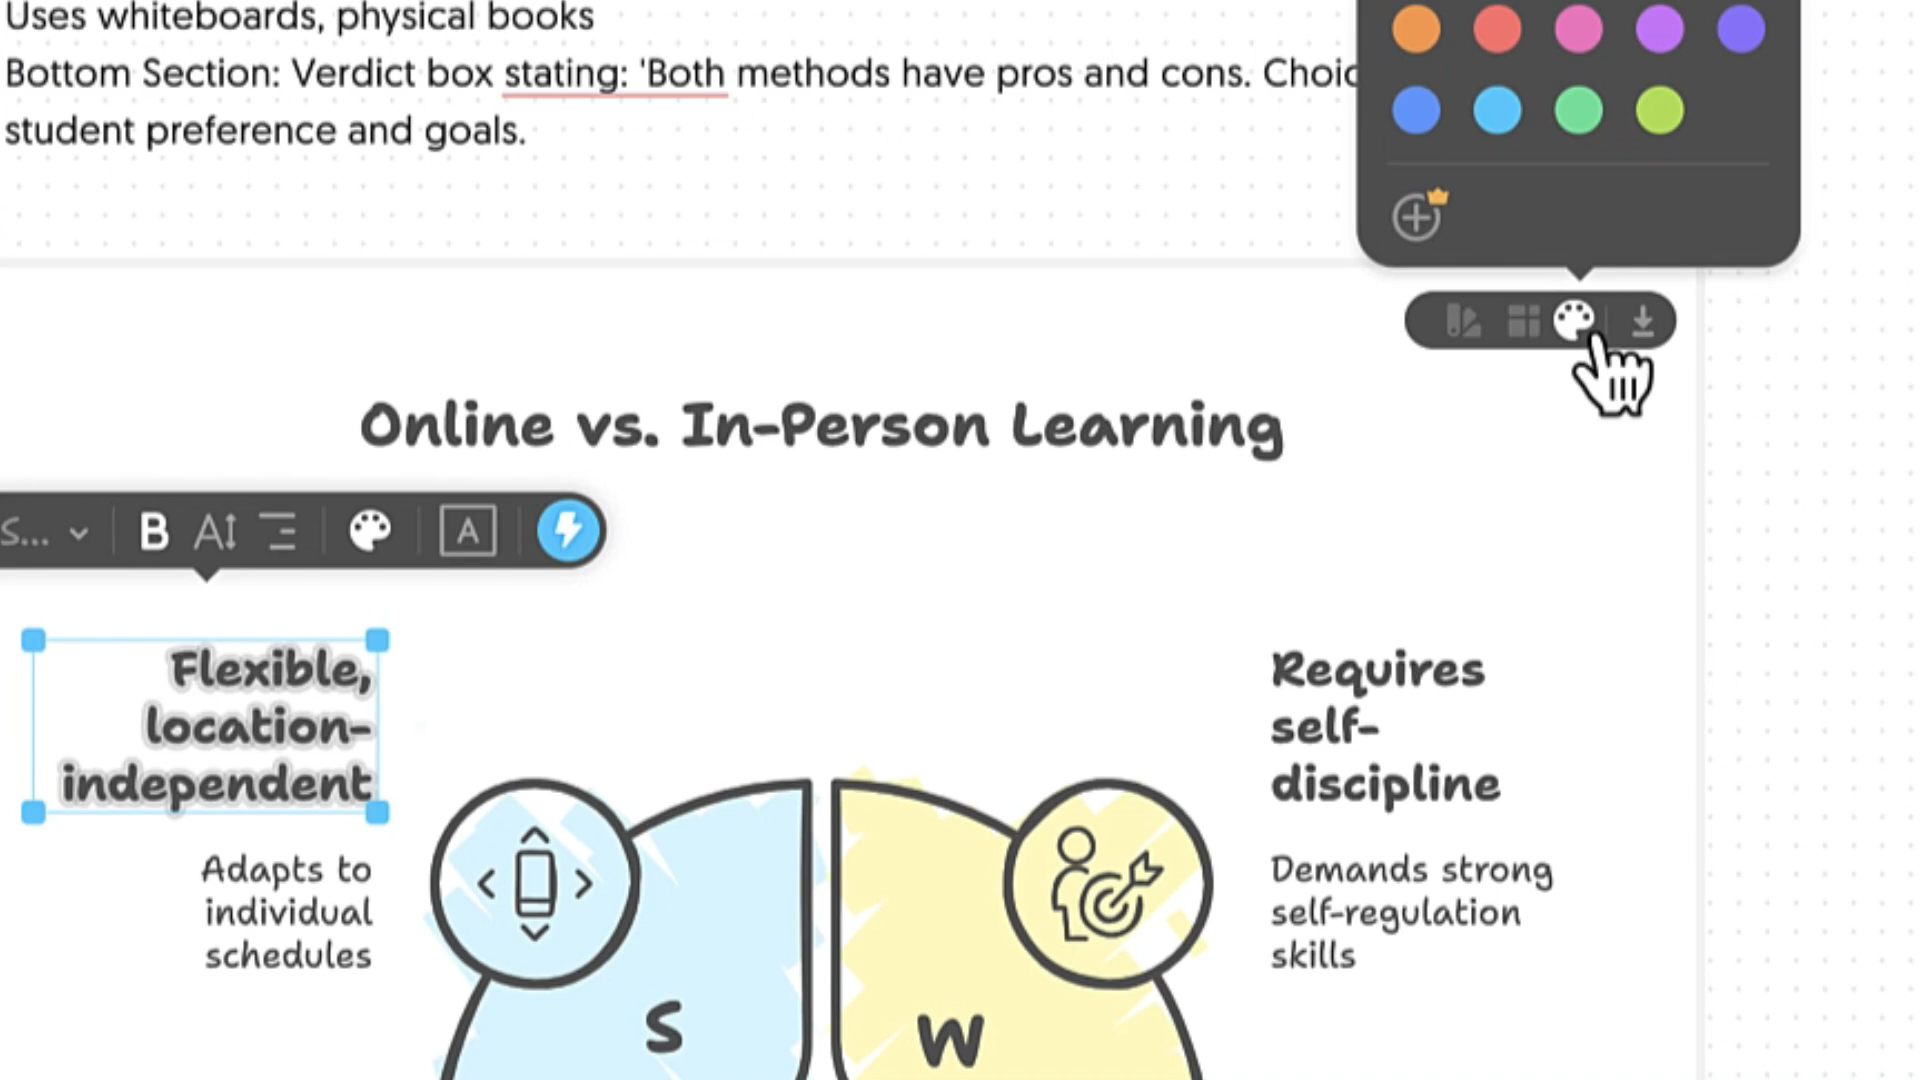 Uses whiteboards, physical books
Bottom Section: Verdict box stating: 'Both methods have pros and cons. Choic
student preference and goals.
Online vs. In-Person Learning
S...
B
A
A
Flexible,
location-
independent
Adapts to
individual
schedules
Requires
self-
discipline
Demands strong
self-regulation
skills
S
W